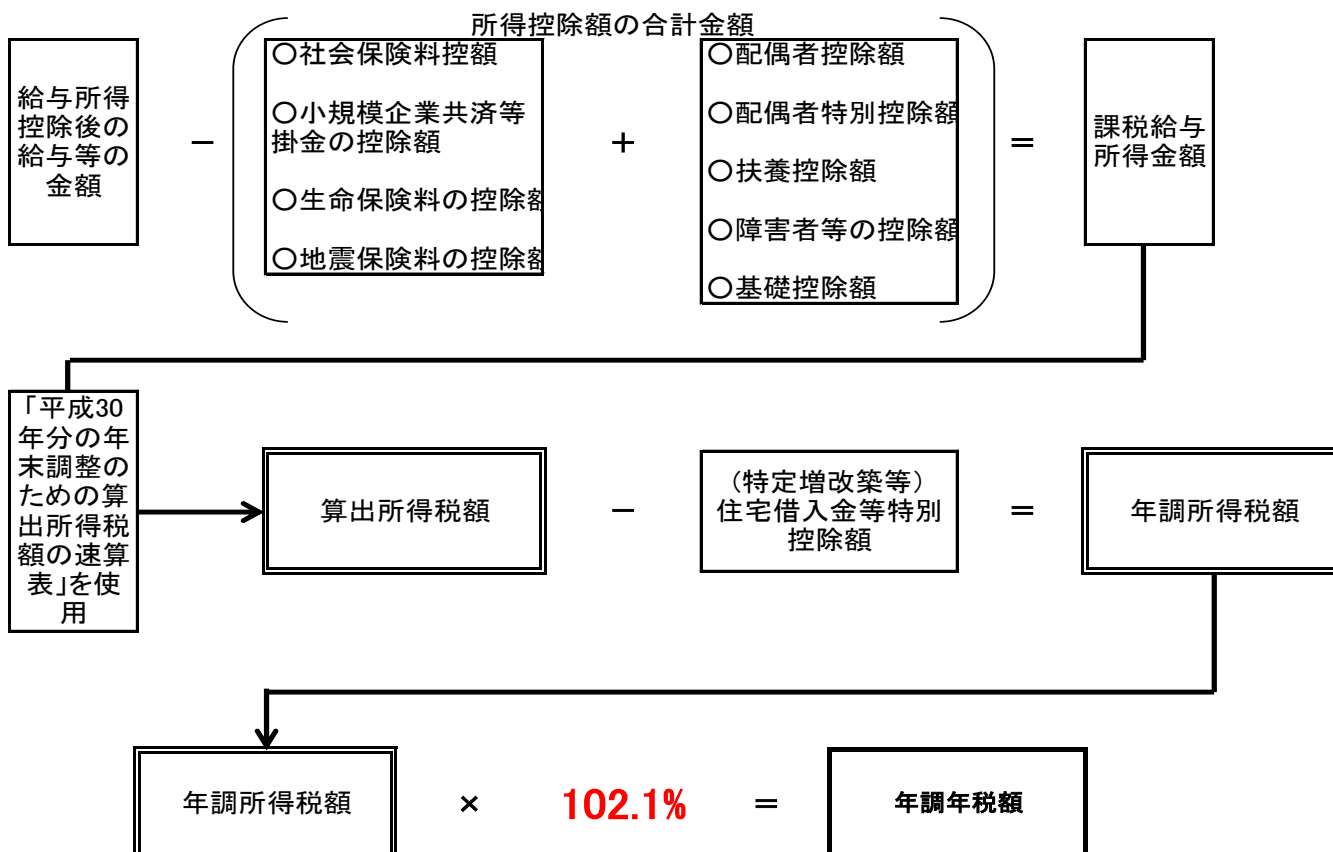 所得控除額の合計金額
給与所得
控除後の
給与等の
金額
－
〇社会保険料控額
〇小規模企業共済等
掛金の控除額
〇生命保険料の控除額
〇地震保険料の控除額
＋
〇配偶者控除額
〇配偶者特別控除額
〇扶養控除額
〇障害者等の控除額
〇基礎控除額
＝
課税給与
所得金額
「平成30
年分の年
末調整の
ための算
出所得税
額の速算
表」を使
用
算出所得税額
－
（特定増改築等）
住宅借入金等特別
控除額
＝
年調所得税額
年調所得税額
×
102.1%
＝
年調年税額